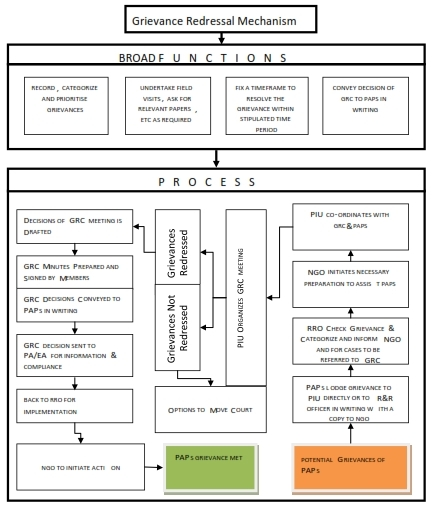 Grievance Redressal Mechanism
BROAD F U N C T I O N S
RECORD , CATEGORIZE
AND PRIORITISE
GRIEVANCES
UNDERTAKE FIELD
VISITS , ASK FOR
RELEVANT PAPERS ,
ETC AS REQUIRED
FIX A TIMEFRAME TO
RESOLVE THE
GRIEVANCE WITHIN
STIPULATED TIME
PERIOD
CONVEY DECISION OF
GRC TO PAPS IN
WRITING
P R O C E S S
DECISIONS OF GRC MEETING IS
DRAFTED
GRC MINUTES PREPARED AND
SIGNED BY MEMBERS
GRC DECISIONS CONVEYED TO
PAPS IN WRITING
GRC DECISION SENT TO
PA/EA FOR INFORMATION &
COMPLIANCE
BACK TO RRO FOR
IMPLEMENTATION
NGO TO INITIATE ACTI ON
Grievances
Redressed
Grievances Not
Redressed
PIU ORGANIZES GRC MEETING
OPTIONS TO MOVE COURT
PAPS GRIEVANCE MET
PIU CO-ORDINATES WITH
GRC & PAPS
NGO INITIATES NECESSARY
PREPARATION TO ASSIS T PAPS
RRO CHECK GRIEVANCE &
CATEGORIZE AND INFORM NGO
AND FOR CASES TO BE
REFERRED TO GRC
PAPS LODGE GRIEVANCE TO
PIU DIRECTLY OR TO R&R
OFFICER IN WRITING W ITH A
COPY TO NGO
POTENTIAL GRIEVANCES OF
PAPS